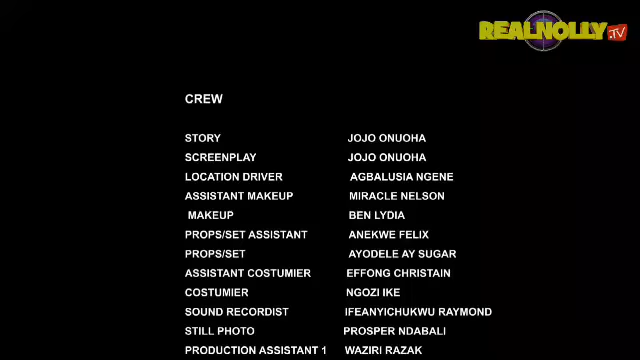 REALNOLLY.TV
CREW
STORY JOJO ONUOHA
SCREENPLAY JOJO ONUOHA
LOCATION DRIVER AGBALUSIA NGENE
ASSISTANT MAKEUP MIRACLE NELSON
MAKEUP BEN LYDIA
PROPS/SET ASSISTANT ANEKWE FELIX
PROPS/SET AYODELE AY SUGAR
ASSISTANT COSTUMIER EFFONG CHRISTAIN
COSTUMIER NGOZI IKE
SOUND RECORDIST IFEANYICHUKWU RAYMOND
STILL PHOTO PROSPER NDABALI
PRODUCTION ASSISTANT 1 WAZIRI RAZAK